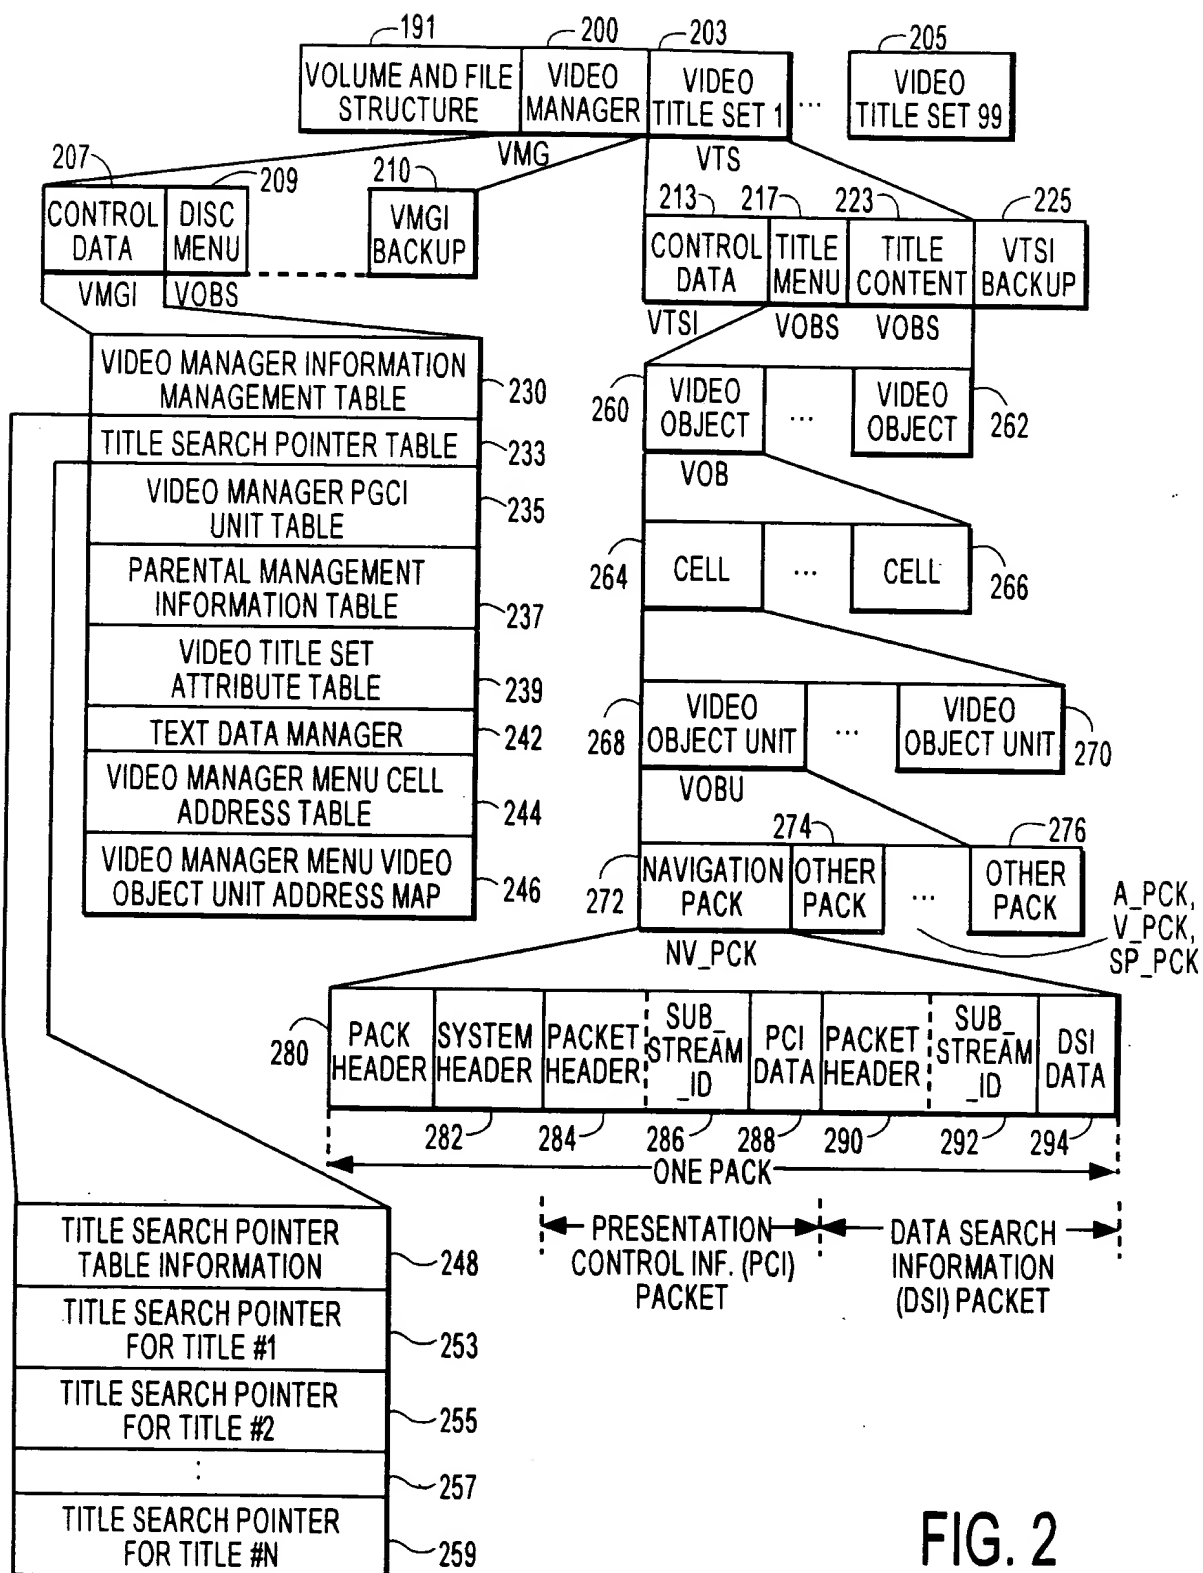 191
200
203
205
VOLUME AND FILE
STRUCTURE
VIDEO
MANAGER
VIDEO
TITLE SET 1
...
VIDEO
TITLE SET 99
VMG
VTS
207
209
210
CONTROL
DATA
DISC
MENU
VMGI
BACKUP
VMGI
VOBS
213
217
223
225
CONTROL
DATA
TITLE
MENU
TITLE
CONTENT
VTSI
BACKUP
VTSI
VOBS
VOBS
VIDEO MANAGER INFORMATION
MANAGEMENT TABLE
230
TITLE SEARCH POINTER TABLE
233
VIDEO MANAGER PGCI
UNIT TABLE
235
PARENTAL MANAGEMENT
INFORMATION TABLE
237
VIDEO TITLE SET
ATTRIBUTE TABLE
239
TEXT DATA MANAGER
242
VIDEO MANAGER MENU CELL
ADDRESS TABLE
244
VIDEO MANAGER MENU VIDEO
OBJECT UNIT ADDRESS MAP
246
260
VIDEO
OBJECT
...
VIDEO
OBJECT
262
VOB
264
CELL
...
CELL
266
268
VIDEO
OBJECT UNIT
...
VIDEO
OBJECT UNIT
270
VOBU
274
276
272
NAVIGATION
PACK
OTHER
PACK
...
OTHER
PACK
A_PCK,
V_PCK,
SP_PCK
NV_PCK
280
PACK
HEADER
SYSTEM
HEADER
PACKET
HEADER
SUB_
STREAM
_ID
PCI
DATA
PACKET
HEADER
SUB_
STREAM
_ID
DSI
DATA
282
284
286
288
290
292
294
ONE PACK
PRESENTATION
CONTROL INF. (PCI)
PACKET
DATA SEARCH
INFORMATION
(DSI) PACKET
TITLE SEARCH POINTER
TABLE INFORMATION
248
TITLE SEARCH POINTER
FOR TITLE #1
253
TITLE SEARCH POINTER
FOR TITLE #2
255
:
257
TITLE SEARCH POINTER
FOR TITLE #N
259
FIG. 2